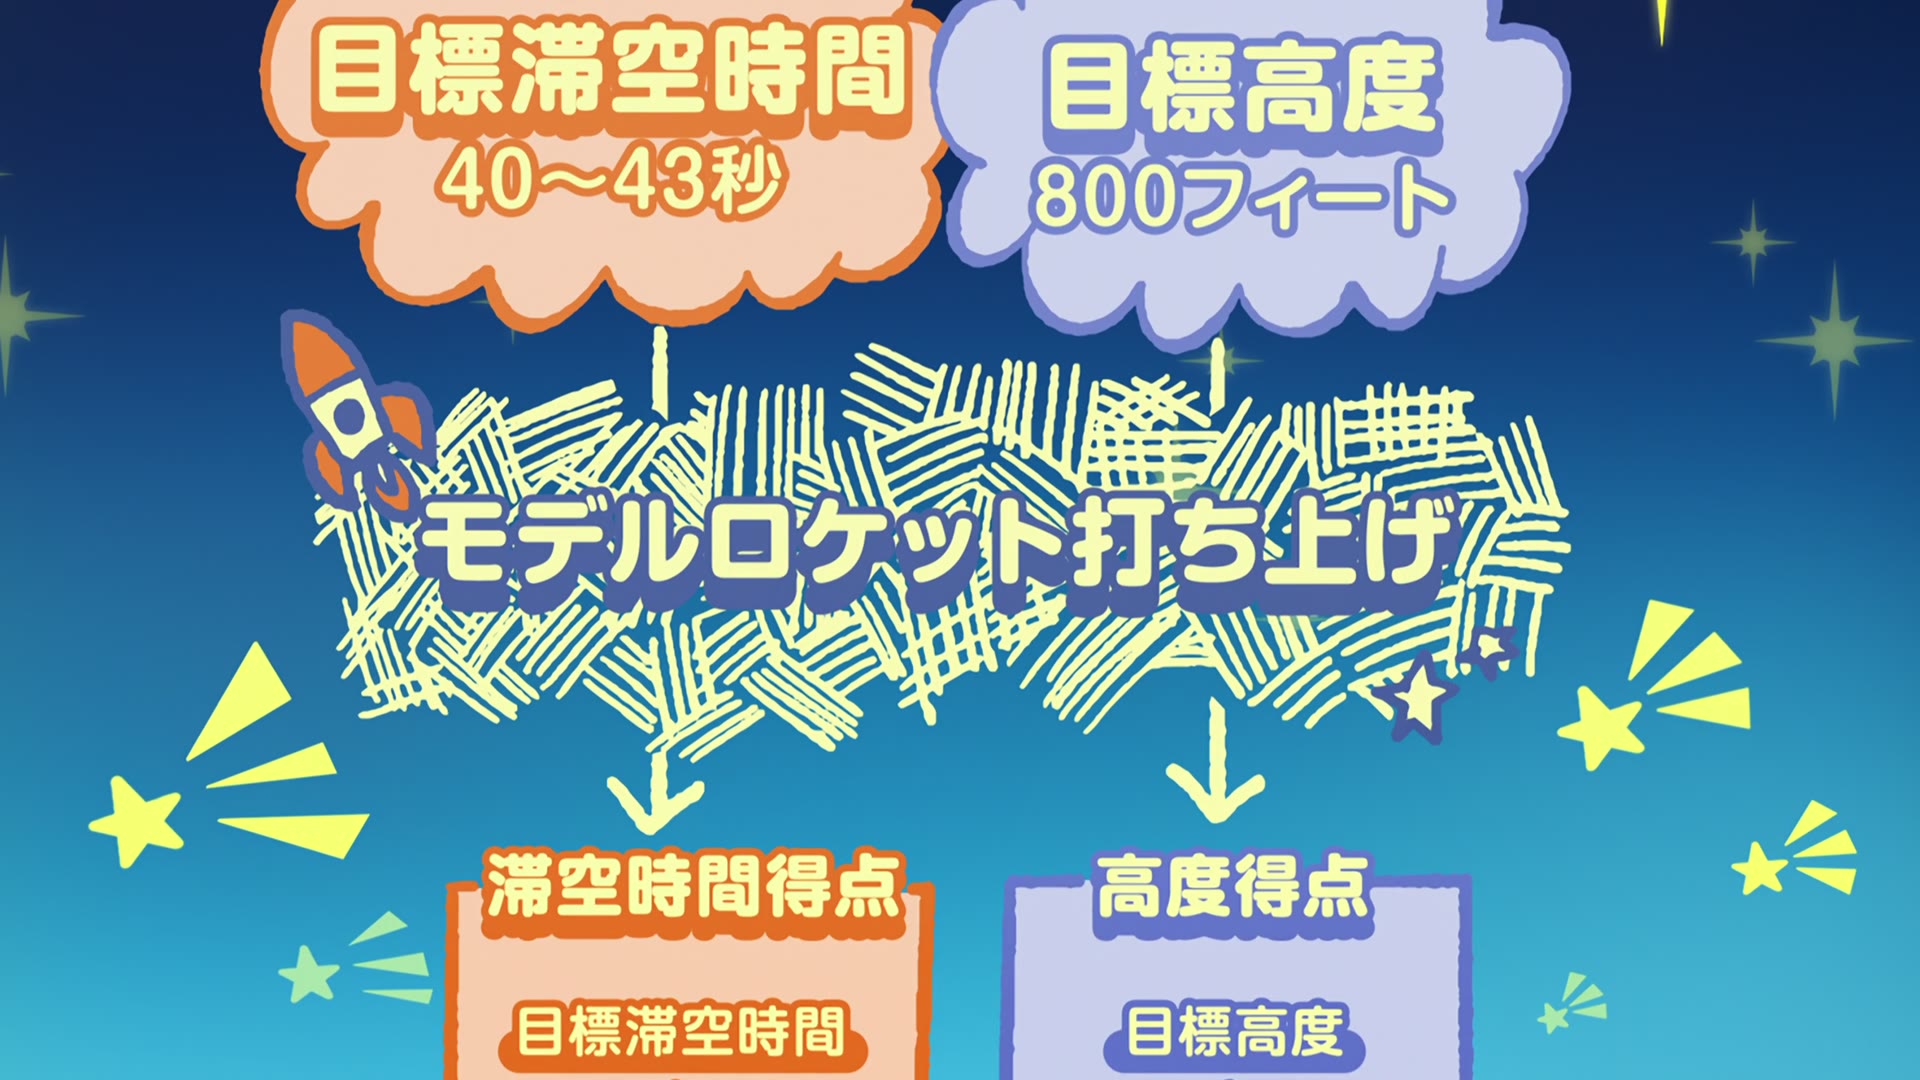 目標滞空時間
40〜43秒
目標高度
800フィート
モデルロケット打ち上げ
滞空時間得点
目標滞空時間
高度得点
目標高度